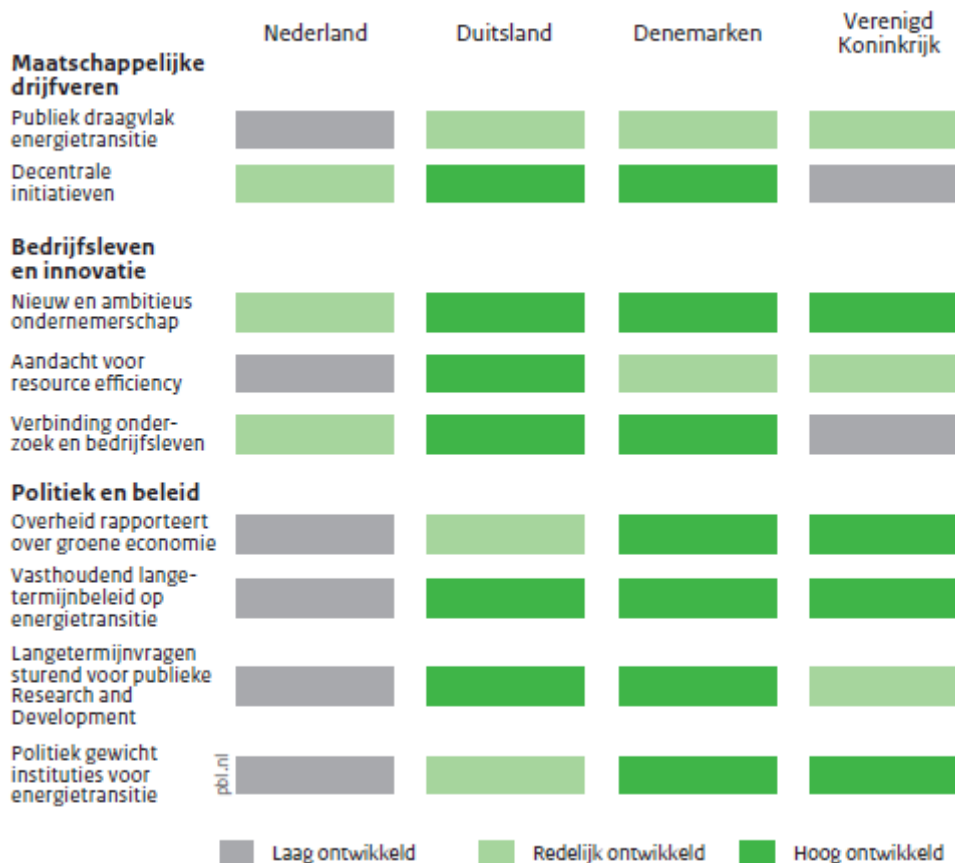 Nederland
Duitsland
Denemarken
Verenigd
Koninkrijk
Maatschappelijke
drijfveren
Publiek draagvlak
energietransitie
Decentrale
initiatieven
Bedrijfsleven
en innovatie
Nieuw en ambitieus
ondernemerschap
Aandacht voor
resource efficiency
Verbinding onder-
zoek en bedrijfsleven
Politiek en beleid
Overheid rapporteert
over groene economie
Vasthoudend lange-
termijnbeleid op
energietransitie
Langetermijnvragen
sturend voor publieke
Research and
Development
Politiek gewicht
instituties voor
energietransitie
pbl.nl
Laag ontwikkeld
Redelijk ontwikkeld
Hoog ontwikkeld